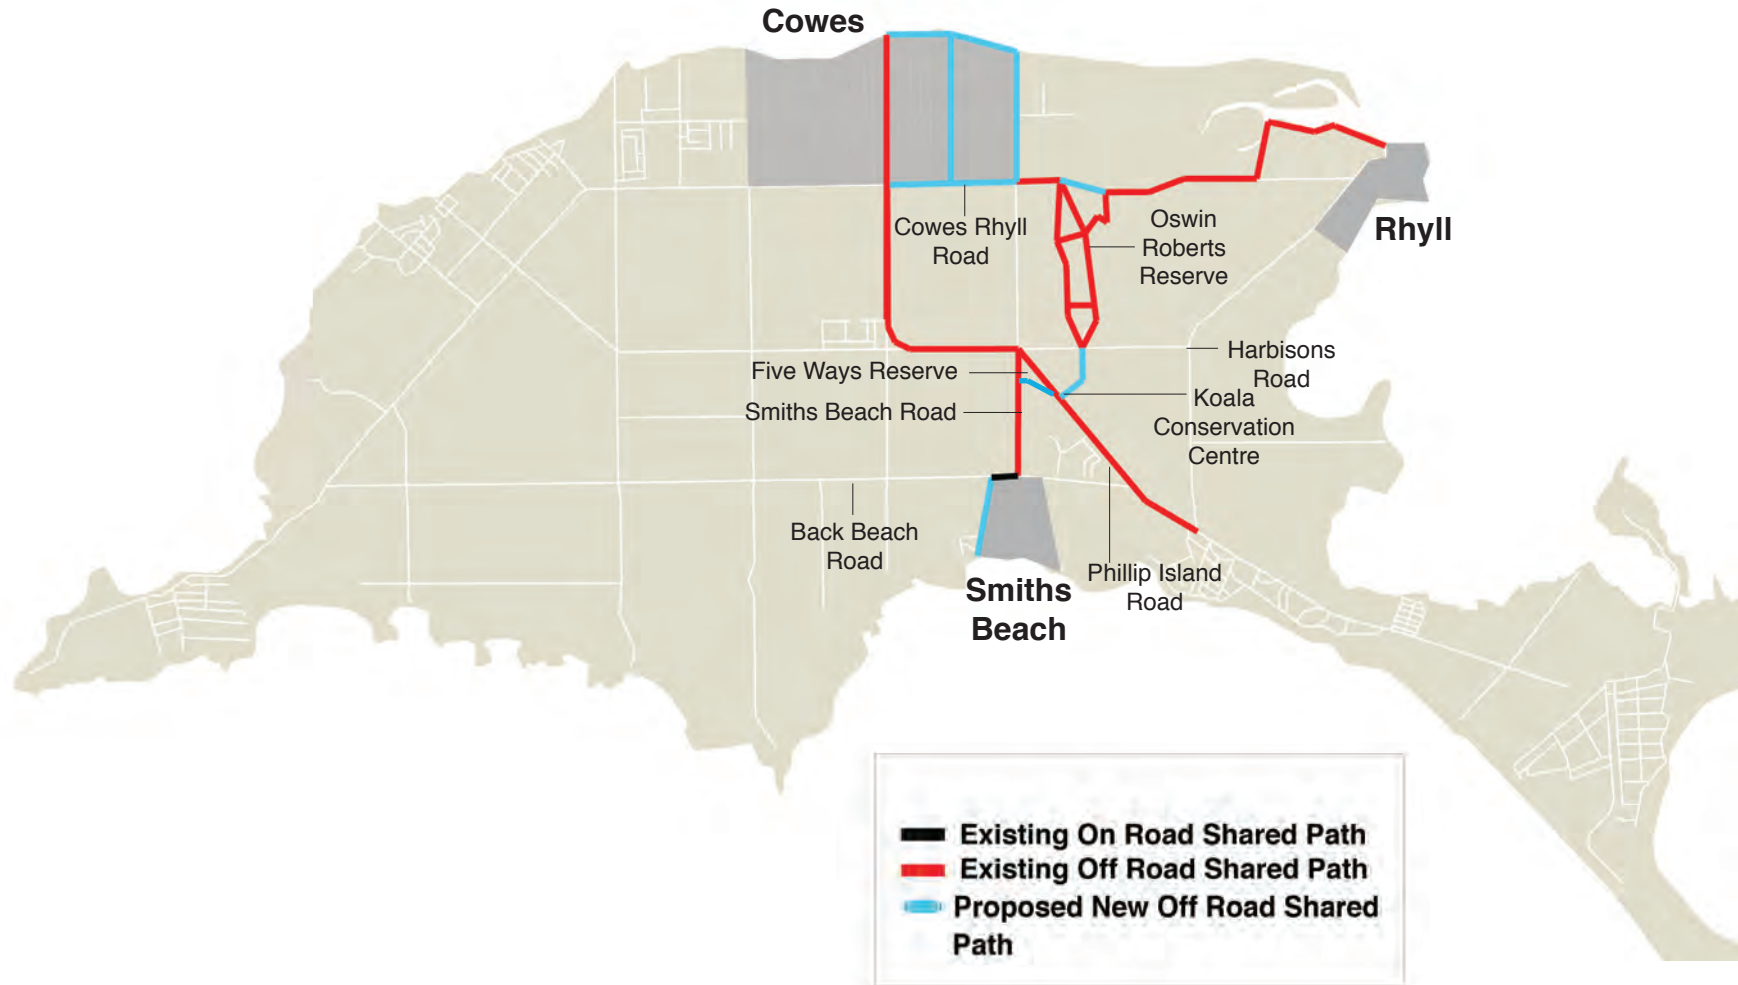 Cowes
Cowes Rhyll
Road
Oswin
Roberts
Reserve
Rhyll
Five Ways Reserve
Smiths Beach Road
Harbisons
Road
Koala
Conservation
Centre
Back Beach
Road
Smiths
Beach
Phillip Island
Road
Existing On Road Shared Path
Existing Off Road Shared Path
Proposed New Off Road Shared
Path